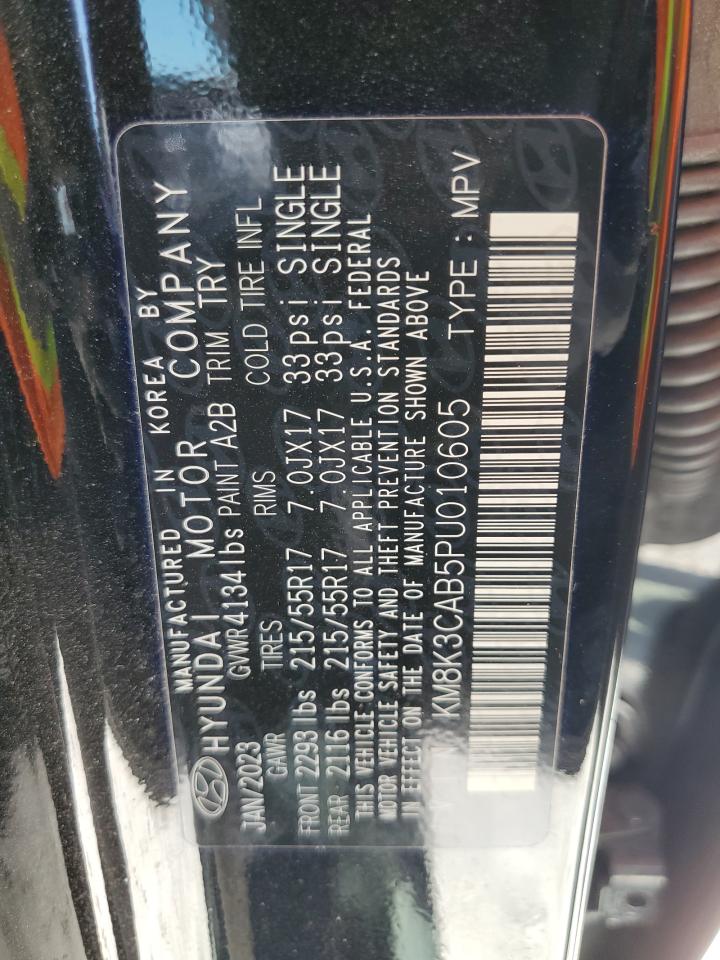 MANUFACTURED IN KOREA BY
HYUNDAI MOTOR COMPANY
JAN/2023 GVWR 4134 lbs PAINT A2B TRIM TRY
GAWR TIRES RIMS COLD TIRE INFL
FRONT 2293 lbs 215/55R17 7.0JX17 33psi SINGLE
REAR 2116 lbs 215/55R17 7.0JX17 33psi SINGLE
THIS VEHICLE CONFORMS TO ALL APPLICABLE U.S.A. FEDERAL
MOTOR VEHICLE SAFETY AND THEFT PREVENTION STANDARDS
IN EFFECT ON THE DATE OF MANUFACTURE SHOWN ABOVE
KM8K3CAB5PU010605 TYPE : MPV